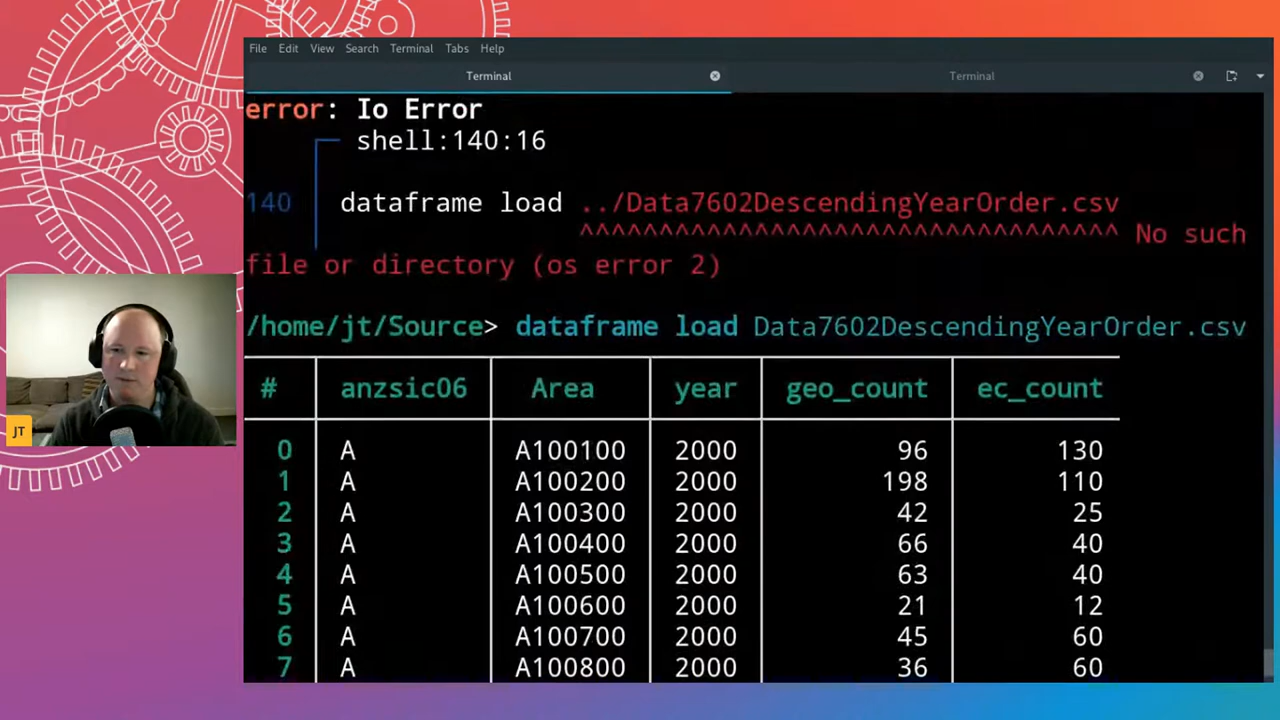 File Edit View Search Terminal Tabs Help
Terminal Terminal
error: Io Error
shell:140:16
140 dataframe load ../Data7602DescendingYearOrder.csv
^^^^^^^^^^^^^^^^^^^^^^^^^^^^^^^^^^ No such
file or directory (os error 2)
/home/jt/Source> dataframe load Data7602DescendingYearOrder.csv
# anzsic06 Area year geo_count ec_count
0 A A100100 2000 96 130
1 A A100200 2000 198 110
2 A A100300 2000 42 25
3 A A100400 2000 66 40
4 A A100500 2000 63 40
5 A A100600 2000 21 12
6 A A100700 2000 45 60
7 A A100800 2000 36 60
JT